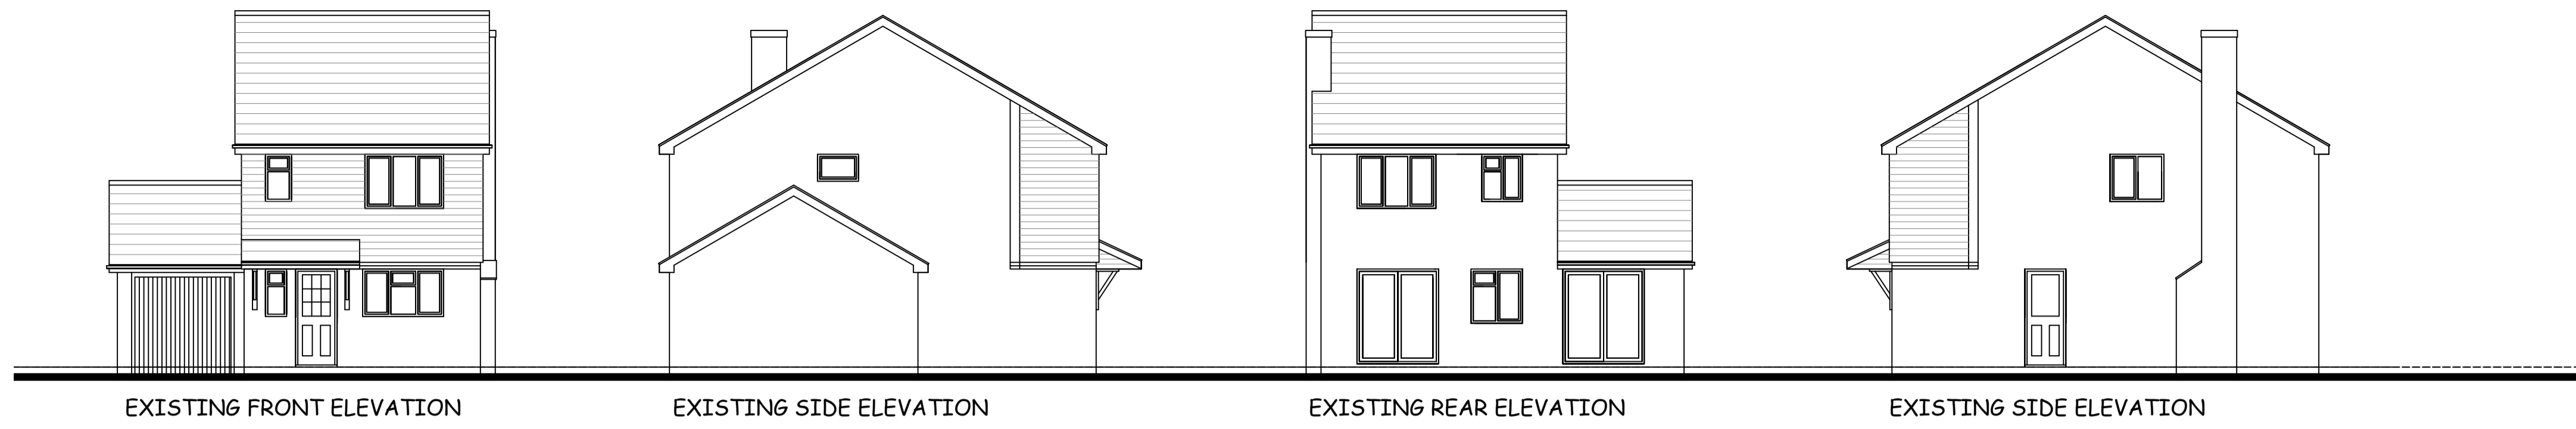 EXISTING FRONT ELEVATION
EXISTING SIDE ELEVATION
EXISTING REAR ELEVATION
EXISTING SIDE ELEVATION